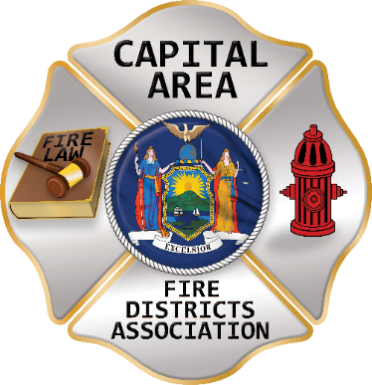 CAPITAL
AREA
FIRE
LAW
EXCELSIOR
FIRE
DISTRICTS
ASSOCIATION